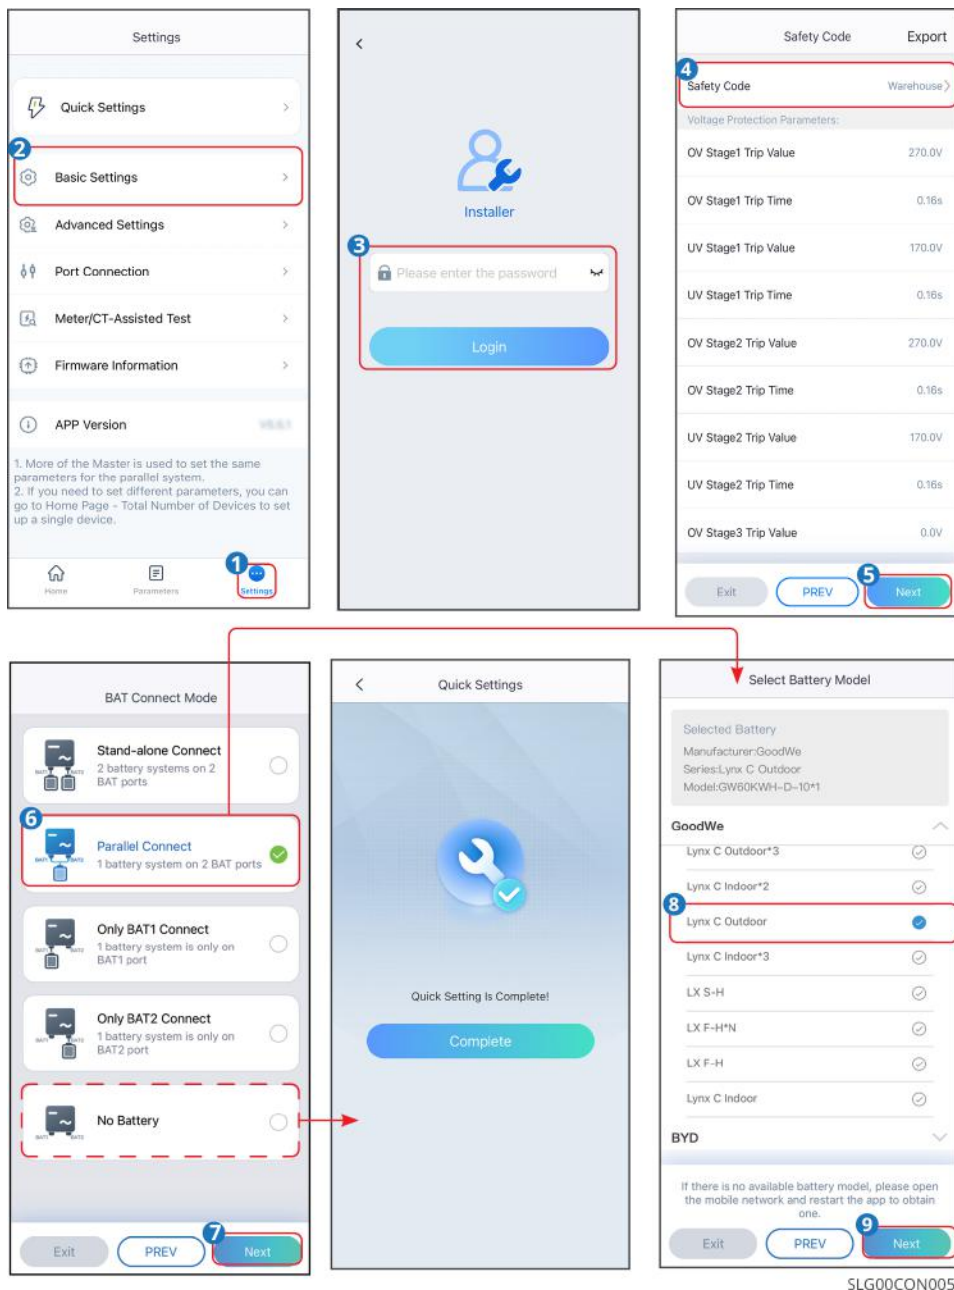 Settings
Quick Settings
2
Basic Settings
Advanced Settings
Port Connection
Meter/CT-Assisted Test
Firmware Information
APP Version
1. More of the Master is used to set the same
parameters for the parallel system.
2. If you need to set different parameters, you can
go to Home Page - Total Number of Devices to set
up a single device.
1
Home
Parameters
Settings
Installer
3
Please enter the password
Login
Safety Code
Export
4
Safety Code
Warehouse
Voltage Protection Parameters:
OV Stage1 Trip Value 270.0V
OV Stage1 Trip Time 0.16s
UV Stage1 Trip Value 170.0V
UV Stage1 Trip Time 0.16s
OV Stage2 Trip Value 270.0V
OV Stage2 Trip Time 0.16s
UV Stage2 Trip Value 170.0V
UV Stage2 Trip Time 0.16s
OV Stage3 Trip Value 0.0V
5
Exit
PREV
Next
BAT Connect Mode
Stand-alone Connect
2 battery systems on 2
BAT ports
BAT1 BAT2
6
Parallel Connect
1 battery system on 2 BAT ports
BAT1 BAT2
Only BAT1 Connect
1 battery system is only on
BAT1 port
BAT1 BAT2
Only BAT2 Connect
1 battery system is only on
BAT2 port
BAT1 BAT2
No Battery
BAT1 BAT2
7
Exit
PREV
Next
Quick Settings
Quick Setting Is Complete!
Complete
Select Battery Model
Selected Battery
Manufacturer:GoodWe
Series:Lynx C Outdoor
Model:GW60KWH-D-10*1
GoodWe
Lynx C Outdoor*3
Lynx C Indoor*2
8
Lynx C Outdoor
Lynx C Indoor*3
LX S-H
LX F-H*N
LX F-H
Lynx C Indoor
BYD
If there is no available battery model, please open
the mobile network and restart the app to obtain
one.
9
Exit
PREV
Next
SLG00CON005